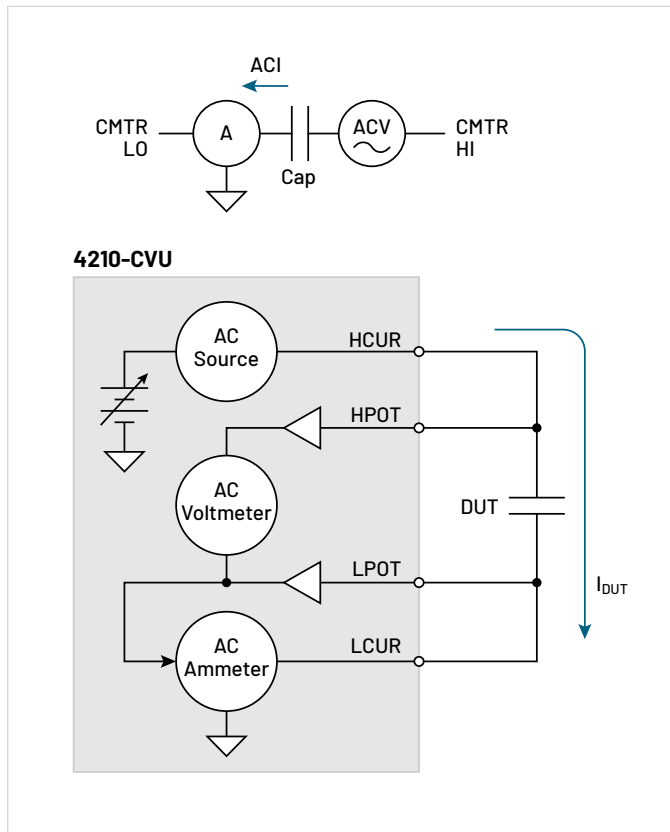 ACI
CMTR
LO
A
Cap
ACV
CMTR
HI
4210-CVU
AC
Source
HCUR
HPOT
AC
Voltmeter
DUT
LPOT
IDUT
AC
Ammeter
LCUR